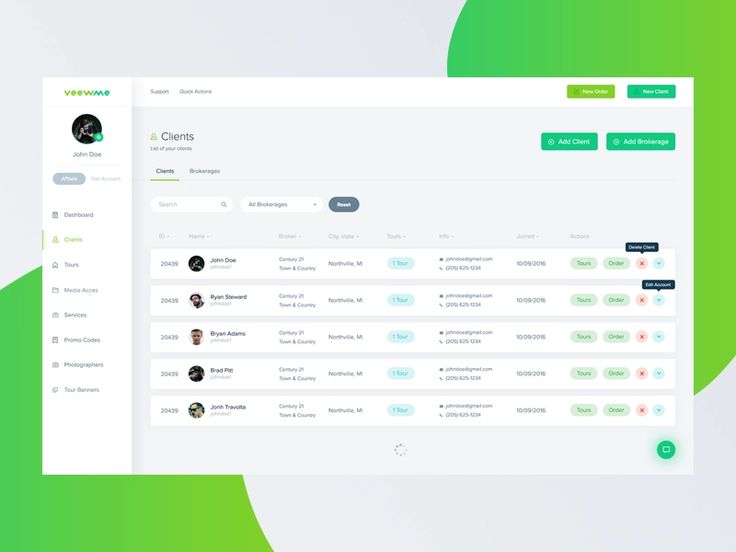 veewme
Support Quick Actions
New Order New Client
John Doe
Affiliate Test Account
Dashboard
Clients
Tours
Media Acces
Services
Promo Codes
Photographers
Tour Banners
Clients
List of your clients
Add Client Add Brokerage
Clients Brokerages
Search All Brokerages Reset
ID Name Broker City, state Tours Info Joined Actions
Delete Client
20439 John Doe Century 21 Northville, MI 1 Tour johndoe@gmail.com 10/09/2016 Tours Order
johndoe1 Town & Country (205) 625-1234
Edit Account
20439 Ryan Steward Century 21 Northville, MI 1 Tour johndoe@gmail.com 10/09/2016 Tours Order
johndoe1 Town & Country (205) 625-1234
20439 Bryan Adams Century 21 Northville, MI 1 Tour johndoe@gmail.com 10/09/2016 Tours Order
johndoe1 Town & Country (205) 625-1234
20439 Brad Pitt Century 21 Northville, MI 1 Tour johndoe@gmail.com 10/09/2016 Tours Order
johndoe1 Town & Country (205) 625-1234
20439 Jonh Travolta Century 21 Northville, MI 1 Tour johndoe@gmail.com 10/09/2016 Tours Order
johndoe1 Town & Country (205) 625-1234